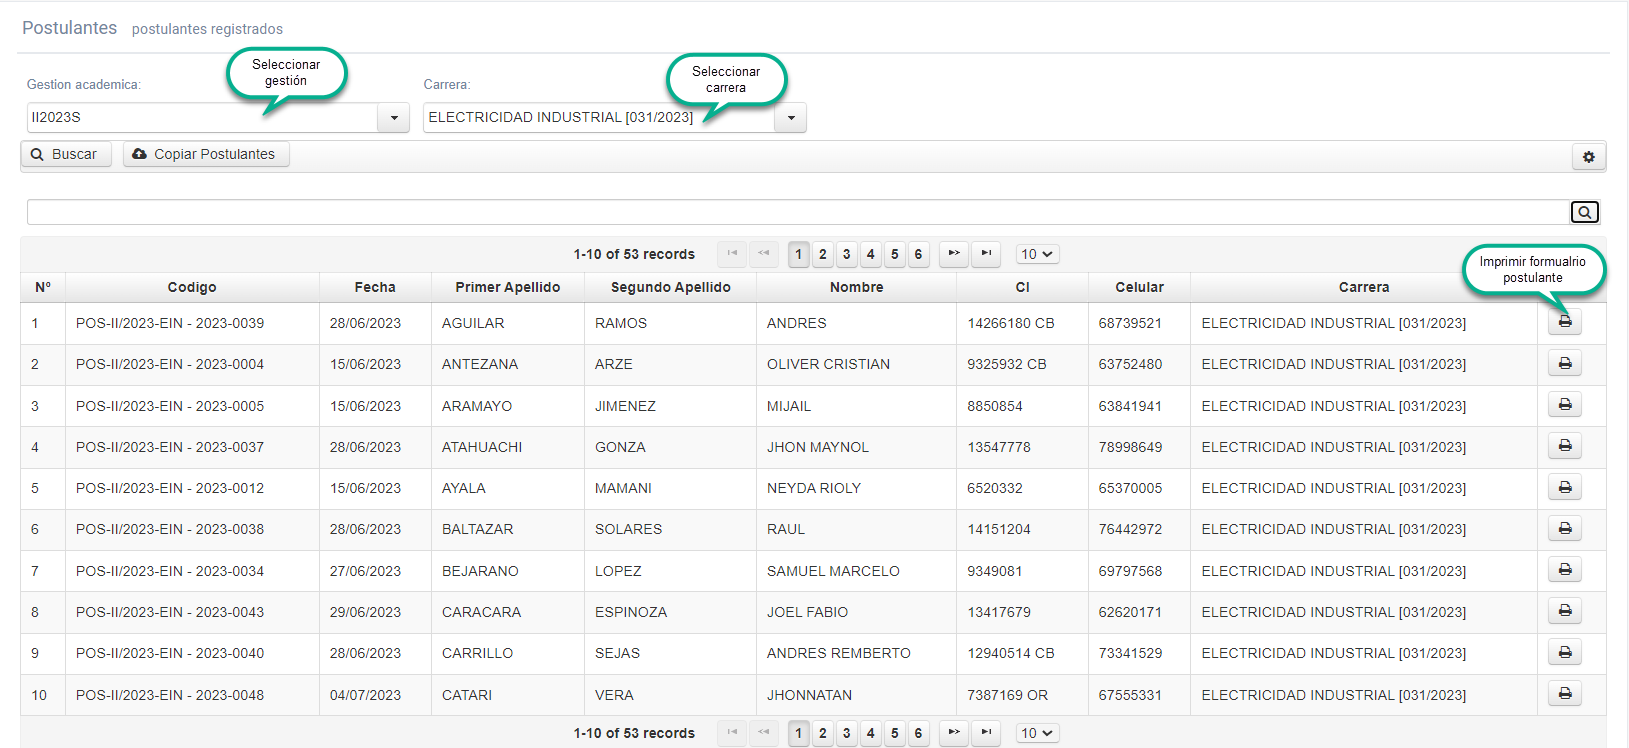 Postulantes postulantes registrados
Seleccionar
gestión
Seleccionar
carrera
Gestion academica: Carrera:
II2023S ELECTRICIDAD INDUSTRIAL [031/2023]
Buscar Copiar Postulantes
1-10 of 53 records 1 2 3 4 5 6 10
Imprimir formualrio
postulante
Nº Codigo Fecha Primer Apellido Segundo Apellido Nombre CI Celular Carrera
1 POS-II/2023-EIN - 2023-0039 28/06/2023 AGUILAR RAMOS ANDRES 14266180 CB 68739521 ELECTRICIDAD INDUSTRIAL [031/2023]
2 POS-II/2023-EIN - 2023-0004 15/06/2023 ANTEZANA ARZE OLIVER CRISTIAN 9325932 CB 63752480 ELECTRICIDAD INDUSTRIAL [031/2023]
3 POS-II/2023-EIN - 2023-0005 15/06/2023 ARAMAYO JIMENEZ MIJAIL 8850854 63841941 ELECTRICIDAD INDUSTRIAL [031/2023]
4 POS-II/2023-EIN - 2023-0037 28/06/2023 ATAHUACHI GONZA JHON MAYNOL 13547778 78998649 ELECTRICIDAD INDUSTRIAL [031/2023]
5 POS-II/2023-EIN - 2023-0012 15/06/2023 AYALA MAMANI NEYDA RIOLY 6520332 65370005 ELECTRICIDAD INDUSTRIAL [031/2023]
6 POS-II/2023-EIN - 2023-0038 28/06/2023 BALTAZAR SOLARES RAUL 14151204 76442972 ELECTRICIDAD INDUSTRIAL [031/2023]
7 POS-II/2023-EIN - 2023-0034 27/06/2023 BEJARANO LOPEZ SAMUEL MARCELO 9349081 69797568 ELECTRICIDAD INDUSTRIAL [031/2023]
8 POS-II/2023-EIN - 2023-0043 29/06/2023 CARACARA ESPINOZA JOEL FABIO 13417679 62620171 ELECTRICIDAD INDUSTRIAL [031/2023]
9 POS-II/2023-EIN - 2023-0040 28/06/2023 CARRILLO SEJAS ANDRES REMBERTO 12940514 CB 73341529 ELECTRICIDAD INDUSTRIAL [031/2023]
10 POS-II/2023-EIN - 2023-0048 04/07/2023 CATARI VERA JHONNATAN 7387169 OR 67555331 ELECTRICIDAD INDUSTRIAL [031/2023]
1-10 of 53 records 1 2 3 4 5 6 10